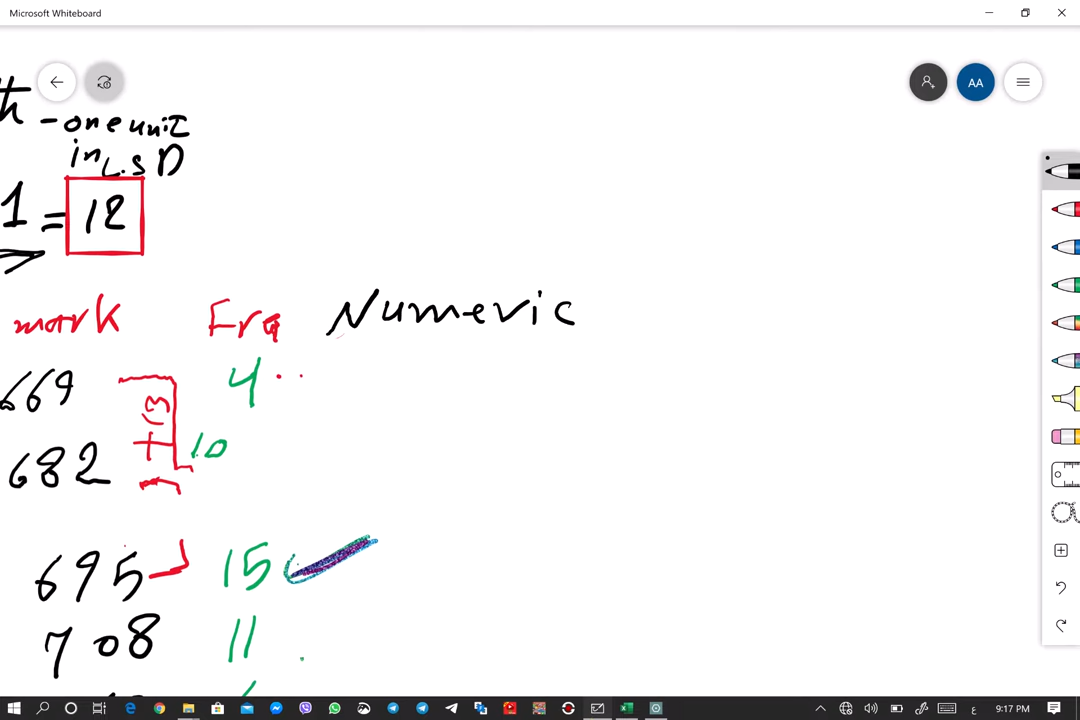 Microsoft Whiteboard
AA
- one unit
in L.S D
1 = 12
mark Frq Numeric
669 4
+13
682 10
695 15
708 11
9:17 PM